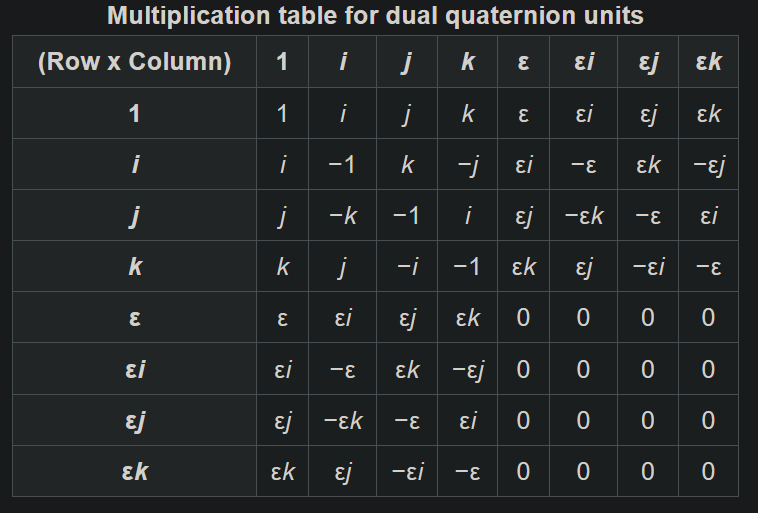 Multiplication table for dual quaternion units
(Row x Column) 1 i j k ε εi εj εk
1 1 i j k ε εi εj εk
i i −1 k −j εi −ε εk −εj
j j −k −1 i εj −εk −ε εi
k k j −i −1 εk εj −εi −ε
ε ε εi εj εk 0 0 0 0
εi εi −ε εk −εj 0 0 0 0
εj εj −εk −ε εi 0 0 0 0
εk εk εj −εi −ε 0 0 0 0